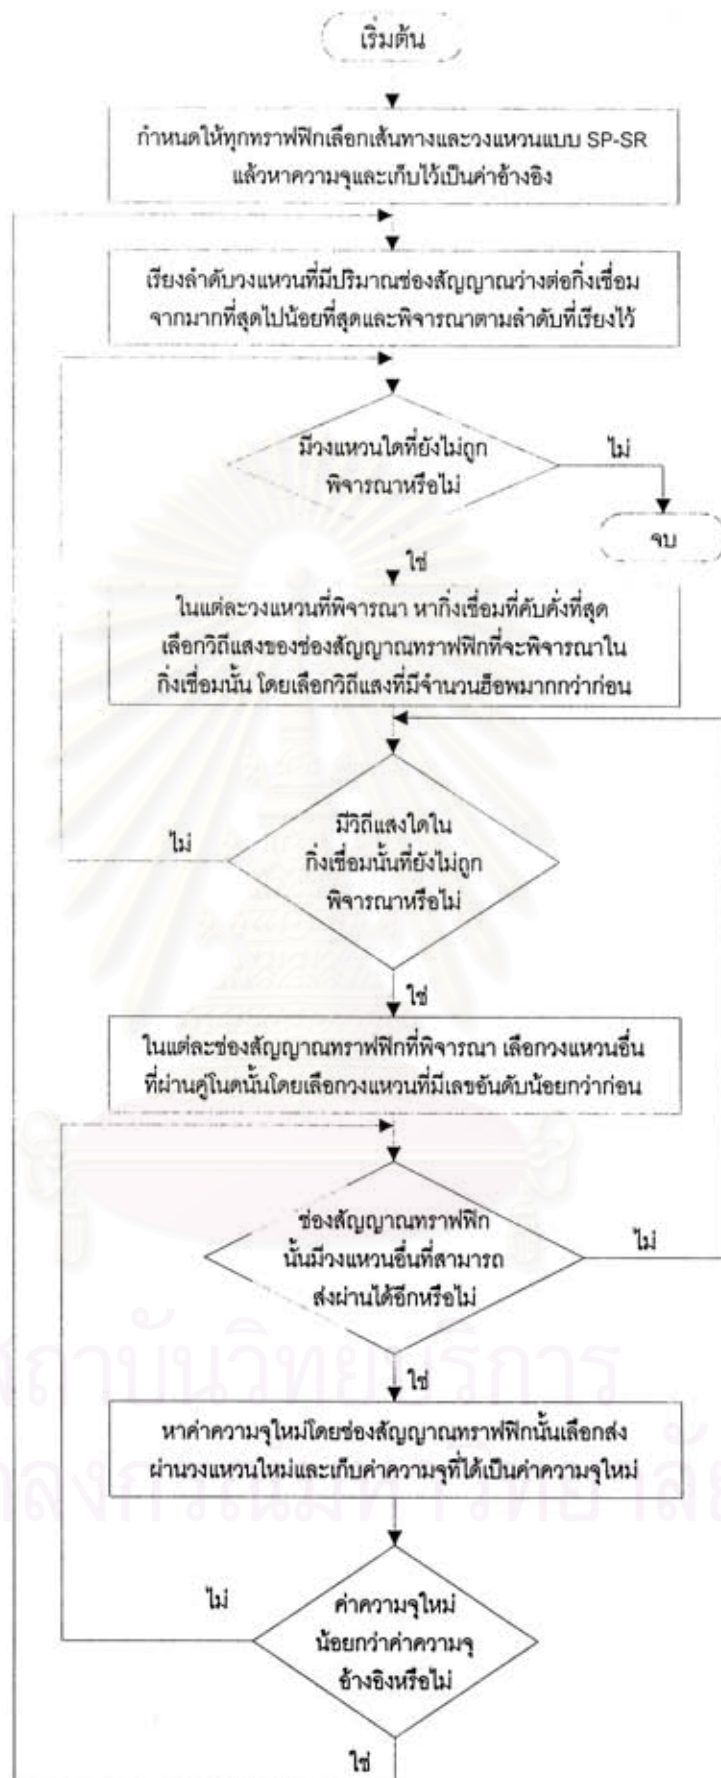 เริ่มต้น
กำหนดให้ทุกทราฟฟิกเลือกเส้นทางและวงแหวนแบบ SP-SR
แล้วหาความจุและเก็บไว้เป็นค่าอ้างอิง
เรียงลำดับวงแหวนที่มีปริมาณช่องสัญญาณว่างต่อกิ่งเชื่อม
จากมากที่สุดไปน้อยที่สุดและพิจารณาตามลำดับที่เรียงไว้
มีวงแหวนใดที่ยังไม่ถูก
พิจารณาหรือไม่
ไม่
จบ
ใช่
ในแต่ละวงแหวนที่พิจารณา หากิ่งเชื่อมที่คับคั่งที่สุด
เลือกวิถีแสงของช่องสัญญาณทราฟฟิกที่จะพิจารณาใน
กิ่งเชื่อมนั้น โดยเลือกวิถีแสงที่มีจำนวนฮ็อพมากกว่าก่อน
มีวิถีแสงใดใน
กิ่งเชื่อมนั้นที่ยังไม่ถูก
พิจารณาหรือไม่
ไม่
ใช่
ในแต่ละช่องสัญญาณทราฟฟิกที่พิจารณา เลือกวงแหวนอื่น
ที่ผ่านคู่โนดนั้นโดยเลือกวงแหวนที่มีเลขอันดับน้อยกว่าก่อน
ช่องสัญญาณทราฟฟิก
นั้นมีวงแหวนอื่นที่สามารถ
ส่งผ่านได้อีกหรือไม่
ไม่
ใช่
สถาบันวิทยบริการ
หาค่าความจุใหม่โดยช่องสัญญาณทราฟฟิกนั้นเลือกส่ง
ผ่านวงแหวนใหม่และเก็บค่าความจุที่ได้เป็นค่าความจุใหม่
ค่าความจุใหม่
น้อยกว่าค่าความจุ
อ้างอิงหรือไม่
ไม่
ใช่